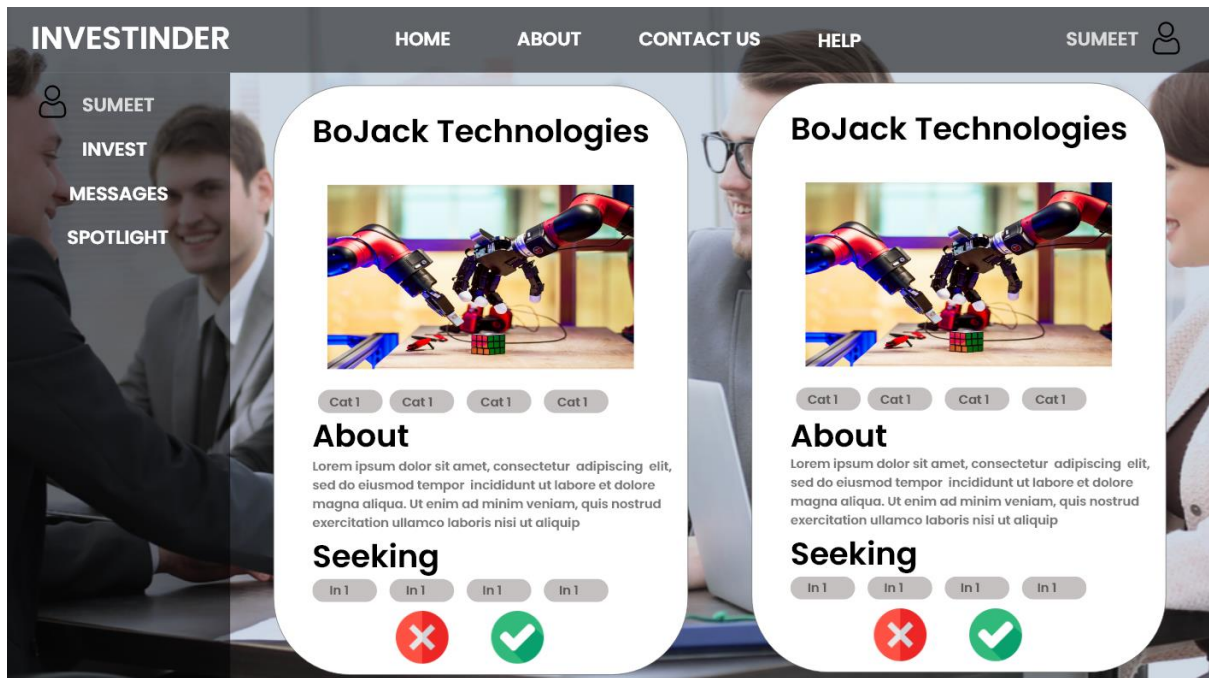 INVESTINDER HOME ABOUT CONTACT US HELP SUMEET
SUMEET
INVEST
MESSAGES
SPOTLIGHT
BoJack Technologies
Cat 1 Cat 1 Cat 1 Cat 1
About
Lorem ipsum dolor sit amet, consectetur adipiscing elit,
sed do eiusmod tempor incididunt ut labore et dolore
magna aliqua. Ut enim ad minim veniam, quis nostrud
exercitation ullamco laboris nisi ut aliquip
Seeking
In 1 In 1 In 1 In 1
BoJack Technologies
Cat 1 Cat 1 Cat 1 Cat 1
About
Lorem ipsum dolor sit amet, consectetur adipiscing elit,
sed do eiusmod tempor incididunt ut labore et dolore
magna aliqua. Ut enim ad minim veniam, quis nostrud
exercitation ullamco laboris nisi ut aliquip
Seeking
In 1 In 1 In 1 In 1